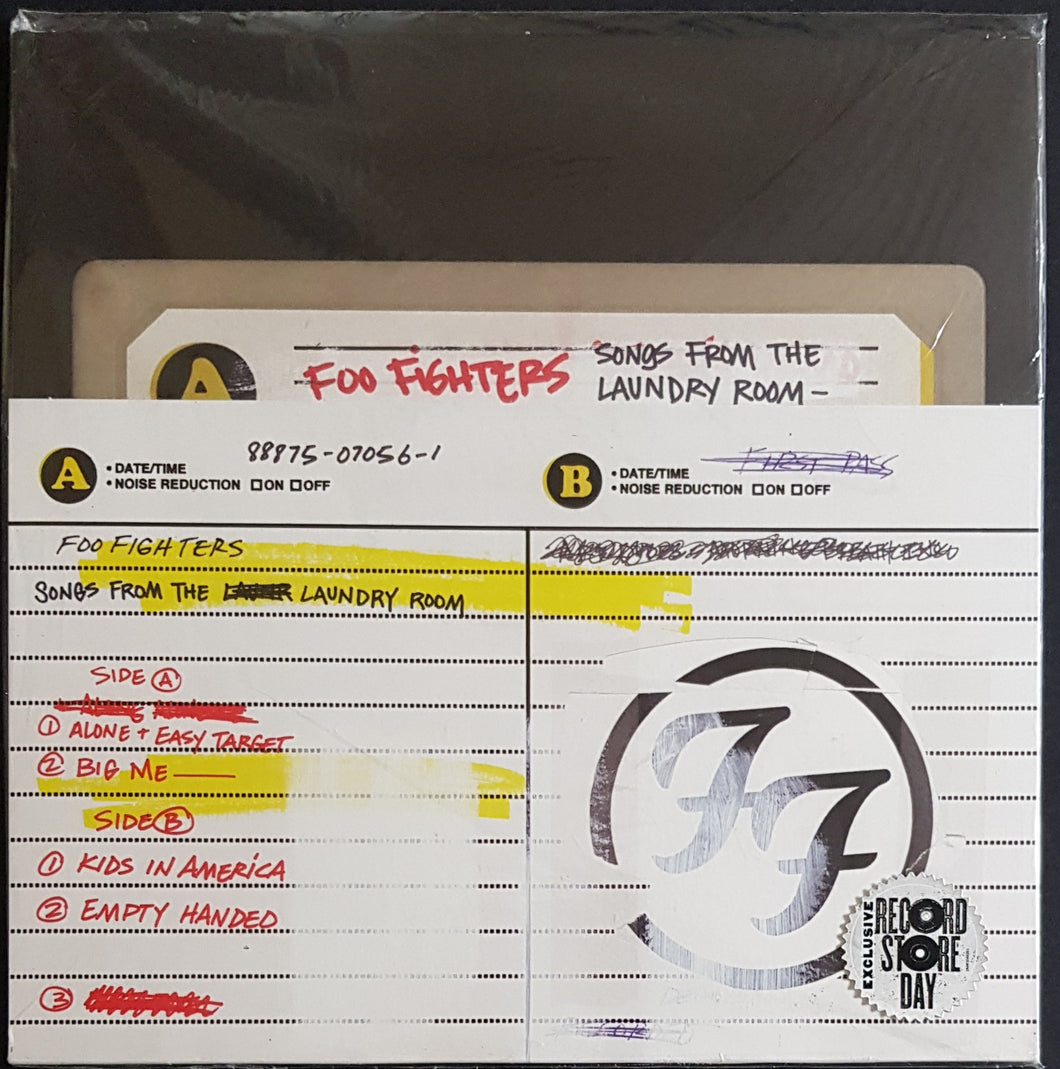 A
FOO FIGHTERS SONGS FROM THE
LAUNDRY ROOM-
A
• DATE/TIME 88875-07056-1
• NOISE REDUCTION ☐ON ☐OFF
B
• DATE/TIME FIRST PASS
• NOISE REDUCTION ☐ON ☐OFF
FOO FIGHTERS
SONGS FROM THE LAUNDRY ROOM
SIDE A
① ALONE + EASY TARGET
② BIG ME——
SIDE B
① KIDS IN AMERICA
② EMPTY HANDED
③
FF
EXCLUSIVE
RECORD
STORE
DAY